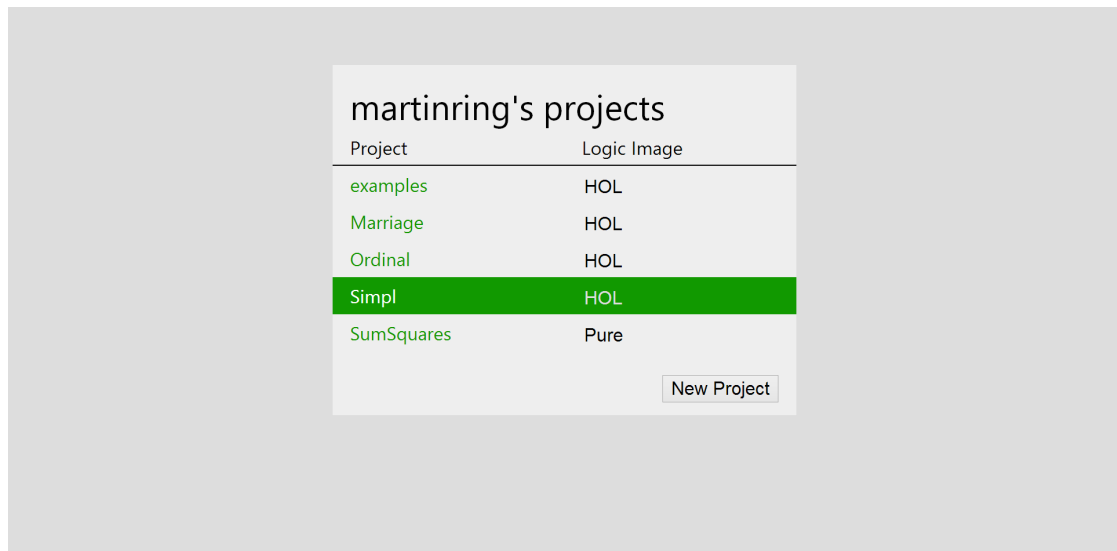 martinring's projects
Project Logic Image
examples HOL
Marriage HOL
Ordinal HOL
Simpl HOL
SumSquares Pure
New Project